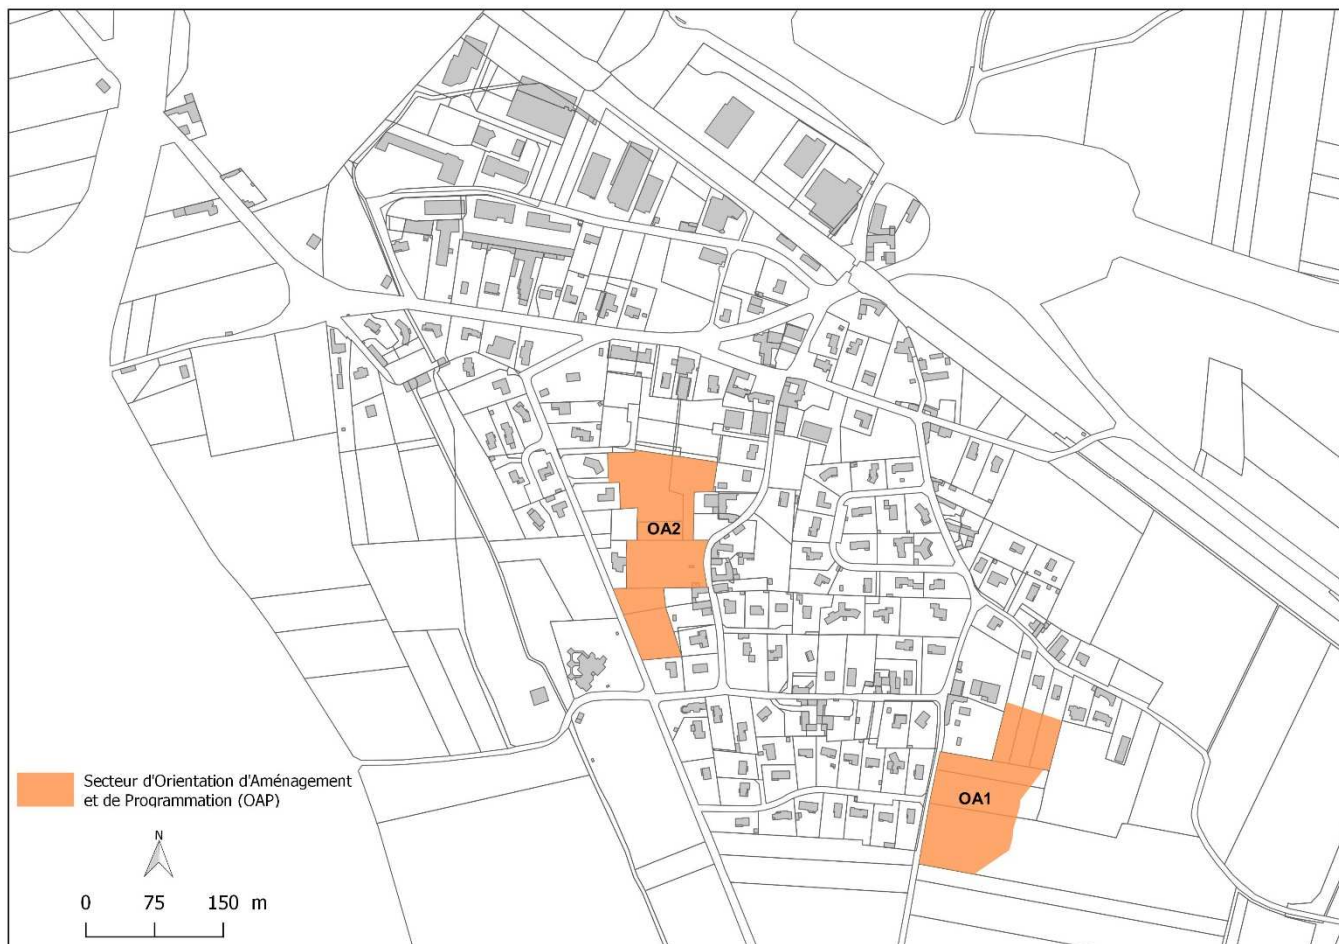 OA2
OA1
Secteur d'Orientation d'Aménagement
et de Programmation (OAP)
N
0 75 150 m